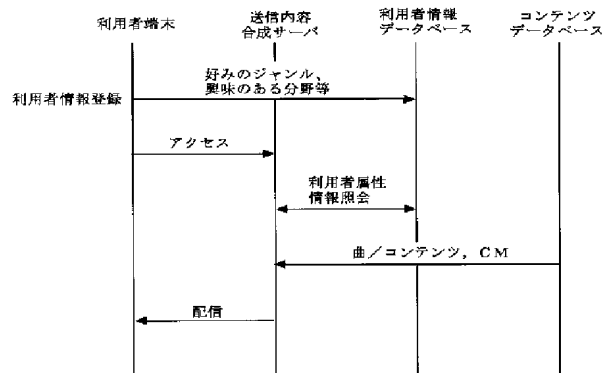 利用者端末
送信内容
合成サーバ
利用者情報
データベース
コンテンツ
データベース
好みのジャンル、
興味のある分野等
利用者情報登録
アクセス
利用者属性
情報照会
曲／コンテンツ，CM
配信